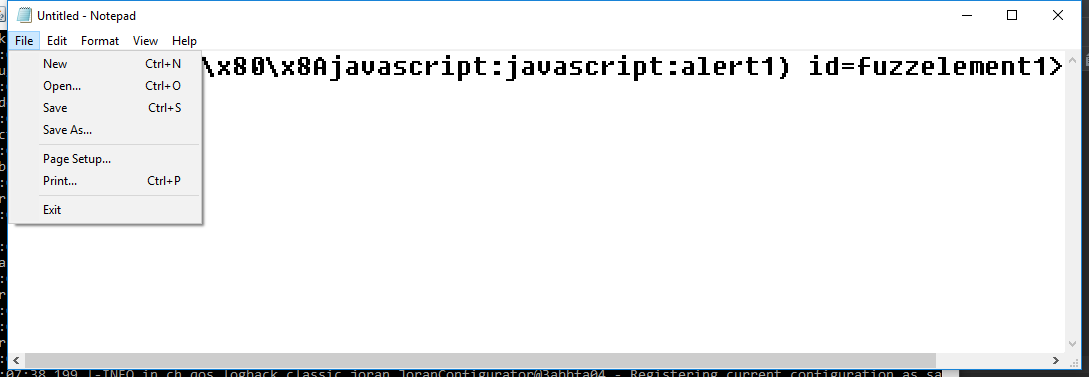 Untitled - Notepad
File Edit Format View Help
\x80\x8Ajavascript:javascript:alert1) id=fuzzelement1>
New Ctrl+N
Open... Ctrl+O
Save Ctrl+S
Save As...
Page Setup...
Print... Ctrl+P
Exit
:07:38,199 |-INFO in ch.qos.logback.classic.joran.JoranConfigurator@3abbfa04 - Registering current configuration as sa